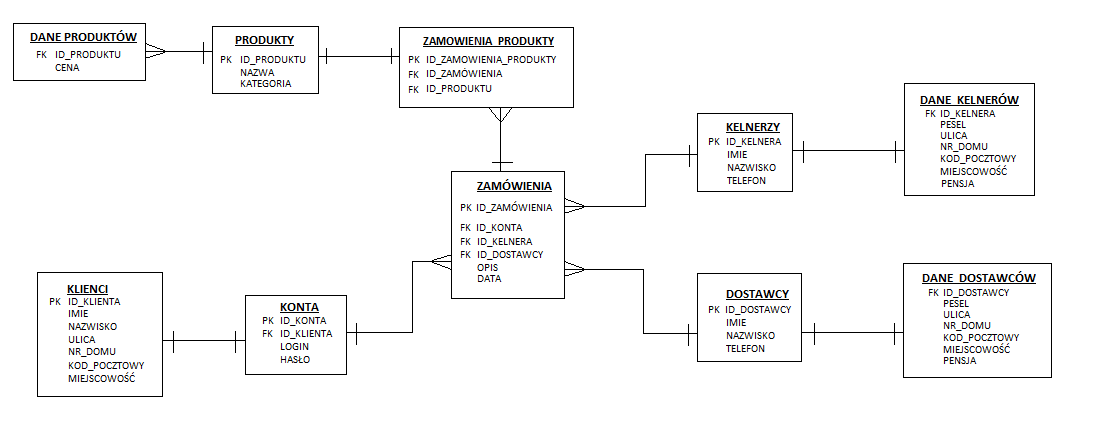 DANE PRODUKTÓW
FK ID_PRODUKTU
CENA
PRODUKTY
PK ID_PRODUKTU
NAZWA
KATEGORIA
ZAMOWIENIA_PRODUKTY
PK ID_ZAMOWIENIA_PRODUKTY
FK ID_ZAMÓWIENIA
FK ID_PRODUKTU
KELNERZY
PK ID_KELNERA
IMIE
NAZWISKO
TELEFON
DANE_KELNERÓW
FK ID_KELNERA
PESEL
ULICA
NR_DOMU
KOD_POCZTOWY
MIEJSCOWOŚĆ
PENSJA
ZAMÓWIENIA
PK ID_ZAMÓWIENIA
FK ID_KONTA
FK ID_KELNERA
FK ID_DOSTAWCY
OPIS
DATA
KLIENCI
PK ID_KLIENTA
IMIE
NAZWISKO
ULICA
NR_DOMU
KOD_POCZTOWY
MIEJSCOWOŚĆ
KONTA
PK ID_KONTA
FK ID_KLIENTA
LOGIN
HASŁO
DOSTAWCY
PK ID_DOSTAWCY
IMIE
NAZWISKO
TELEFON
DANE_DOSTAWCÓW
FK ID_DOSTAWCY
PESEL
ULICA
NR_DOMU
KOD_POCZTOWY
MIEJSCOWOŚĆ
PENSJA